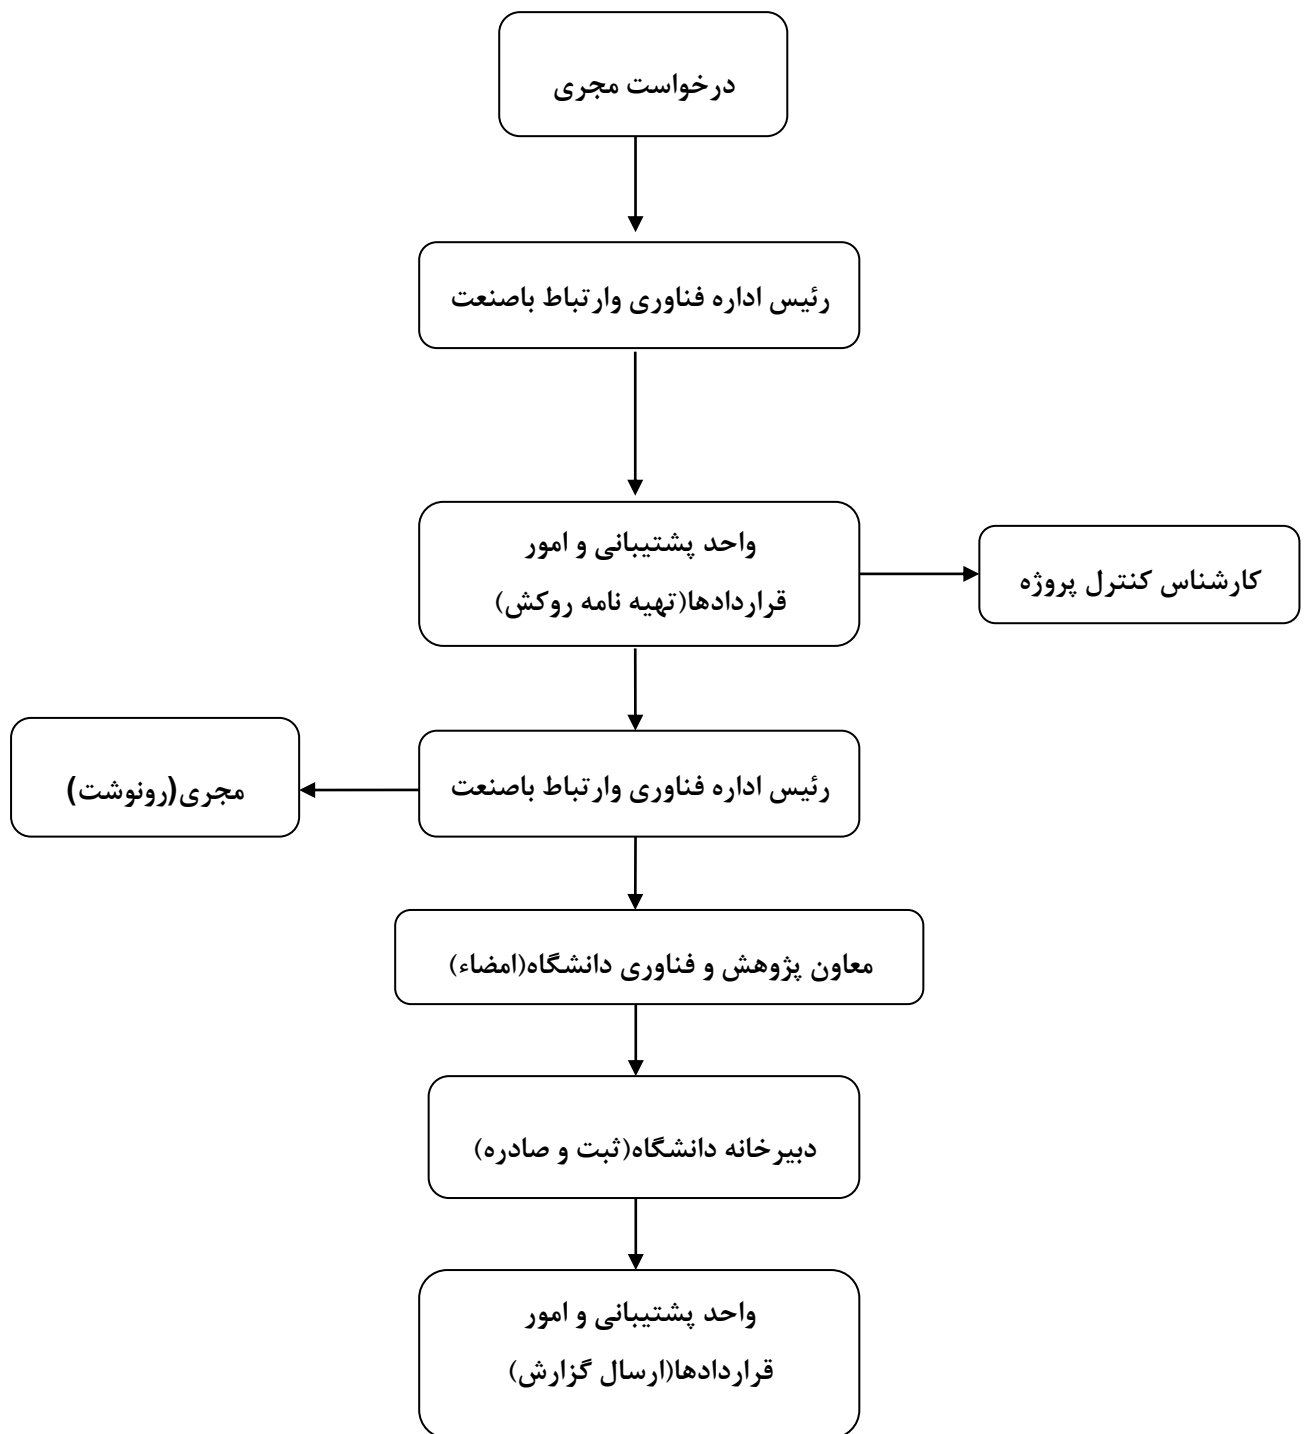 درخواست مجری
رئیس اداره فناوری وارتباط باصنعت
واحد پشتیبانی و امور
قراردادها(تهیه نامه روکش)
کارشناس کنترل پروژه
رئیس اداره فناوری وارتباط باصنعت
مجری(رونوشت)
معاون پژوهش و فناوری دانشگاه(امضاء)
دبیرخانه دانشگاه(ثبت و صادره)
واحد پشتیبانی و امور
قراردادها(ارسال گزارش)